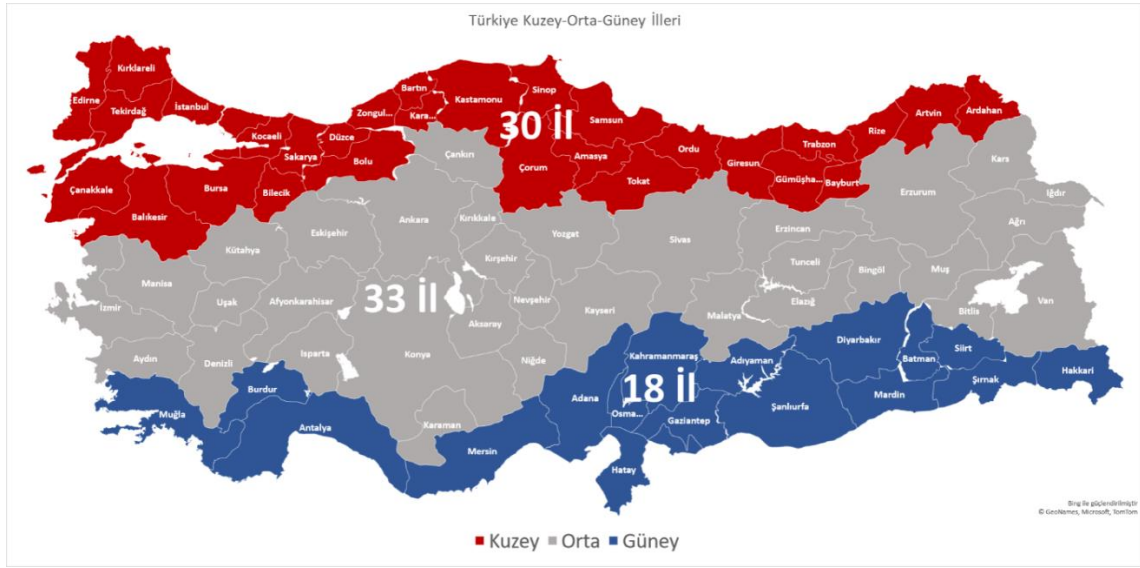 Türkiye Kuzey-Orta-Güney İlleri
Kırklareli
Edirne
Tekirdağ
İstanbul
Kocaeli
Sakarya
Düzce
Bolu
Zongul...
Bartın
Kara...
Kastamonu
Sinop
30 İl
Samsun
Çorum
Amasya
Tokat
Ordu
Giresun
Gümüşha...
Trabzon
Bayburt
Rize
Artvin
Ardahan
Çanakkale
Balıkesir
Bursa
Bilecik
Çankırı
Kars
Iğdır
Erzurum
Ağrı
Kütahya
Eskişehir
Ankara
Kırıkkale
Yozgat
Sivas
Erzincan
Tunceli
Bingöl
Muş
Manisa
İzmir
Uşak
Afyonkarahisar
33 İl
Kırşehir
Nevşehir
Aksaray
Kayseri
Malatya
Elazığ
Bitlis
Van
Aydın
Denizli
Isparta
Konya
Niğde
Karaman
Kahramanmaraş
Adıyaman
Diyarbakır
Batman
Siirt
Şırnak
Hakkari
Burdur
Muğla
Antalya
Mersin
Adana
18 İl
Osma...
Gaziantep
Şanlıurfa
Mardin
Hatay
Bing ile güçlendirilmiştir
© GeoNames, Microsoft, TomTom
Kuzey Orta Güney